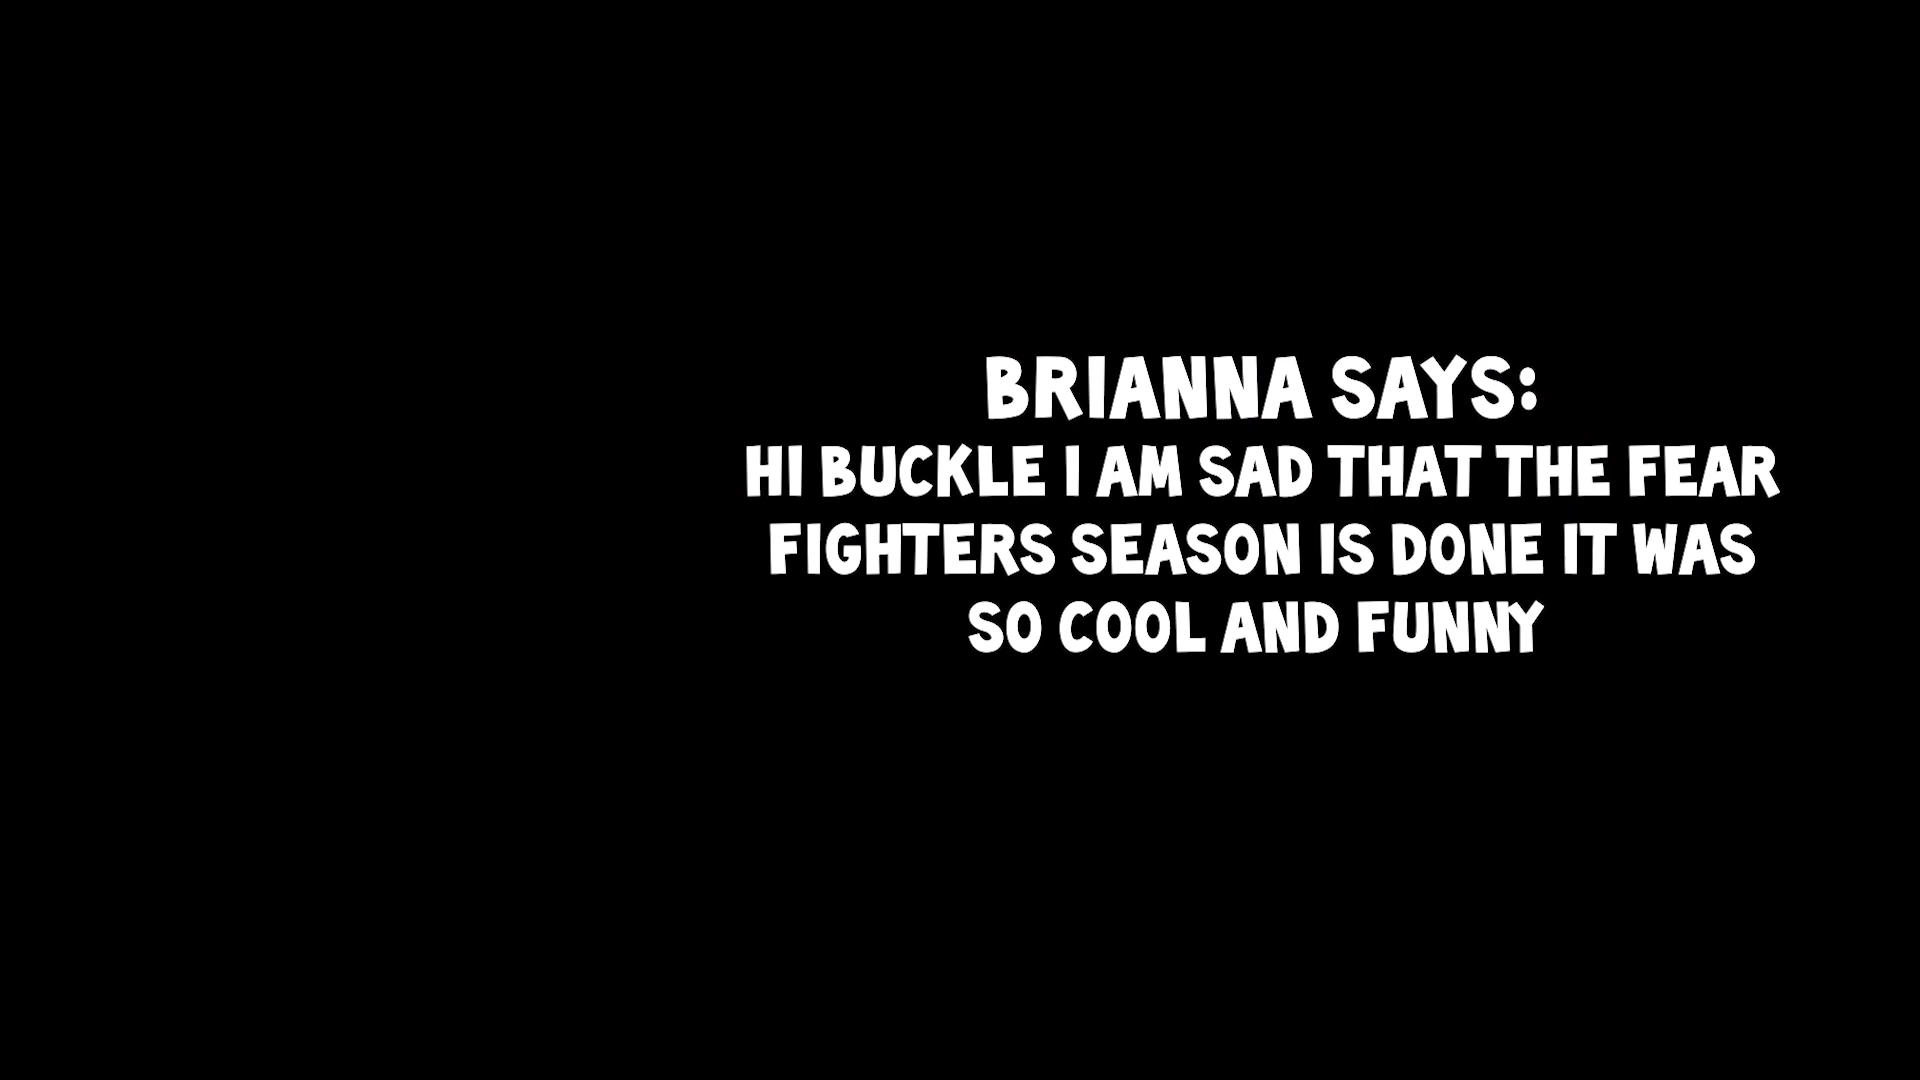 BRIANNA SAYS:
HI BUCKLE I AM SAD THAT THE FEAR
FIGHTERS SEASON IS DONE IT WAS
SO COOL AND FUNNY